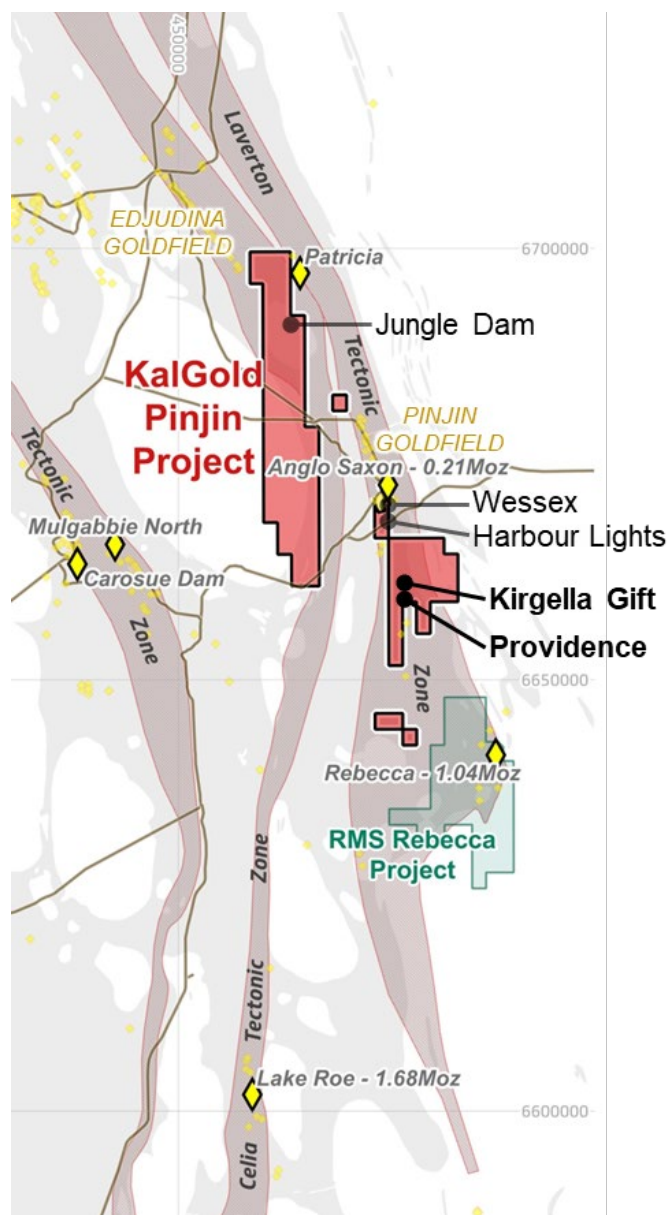 450000
Laverton
EDJUDINA
GOLDFIELD
Patricia
6700000
Jungle Dam
KalGold
Pinjin
Project
Tectonic
PINJIN
GOLDFIELD
Anglo Saxon - 0.21Moz
Tectonic
Wessex
Mulgabbie North
Harbour Lights
Carosue Dam
Kirgella Gift
Zone
Providence
Zone
6650000
Rebecca - 1.04Moz
RMS Rebecca
Project
Zone
Tectonic
Lake Roe - 1.68Moz
6600000
Celia